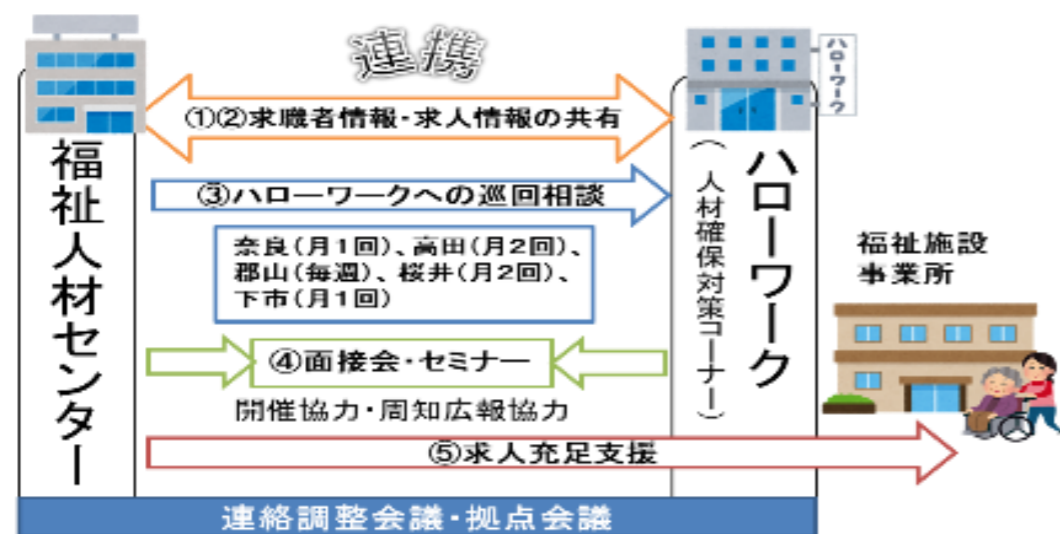 連携
ハローワーク
①②求職者情報・求人情報の共有
福祉人材センター
③ハローワークへの巡回相談
奈良(月1回)、高田(月2回)、
郡山(毎週)、桜井(月2回)、
下市(月1回)
ハローワーク
(人材確保対策コーナー)
福祉施設
事業所
④面接会・セミナー
開催協力・周知広報協力
⑤求人充足支援
連絡調整会議・拠点会議